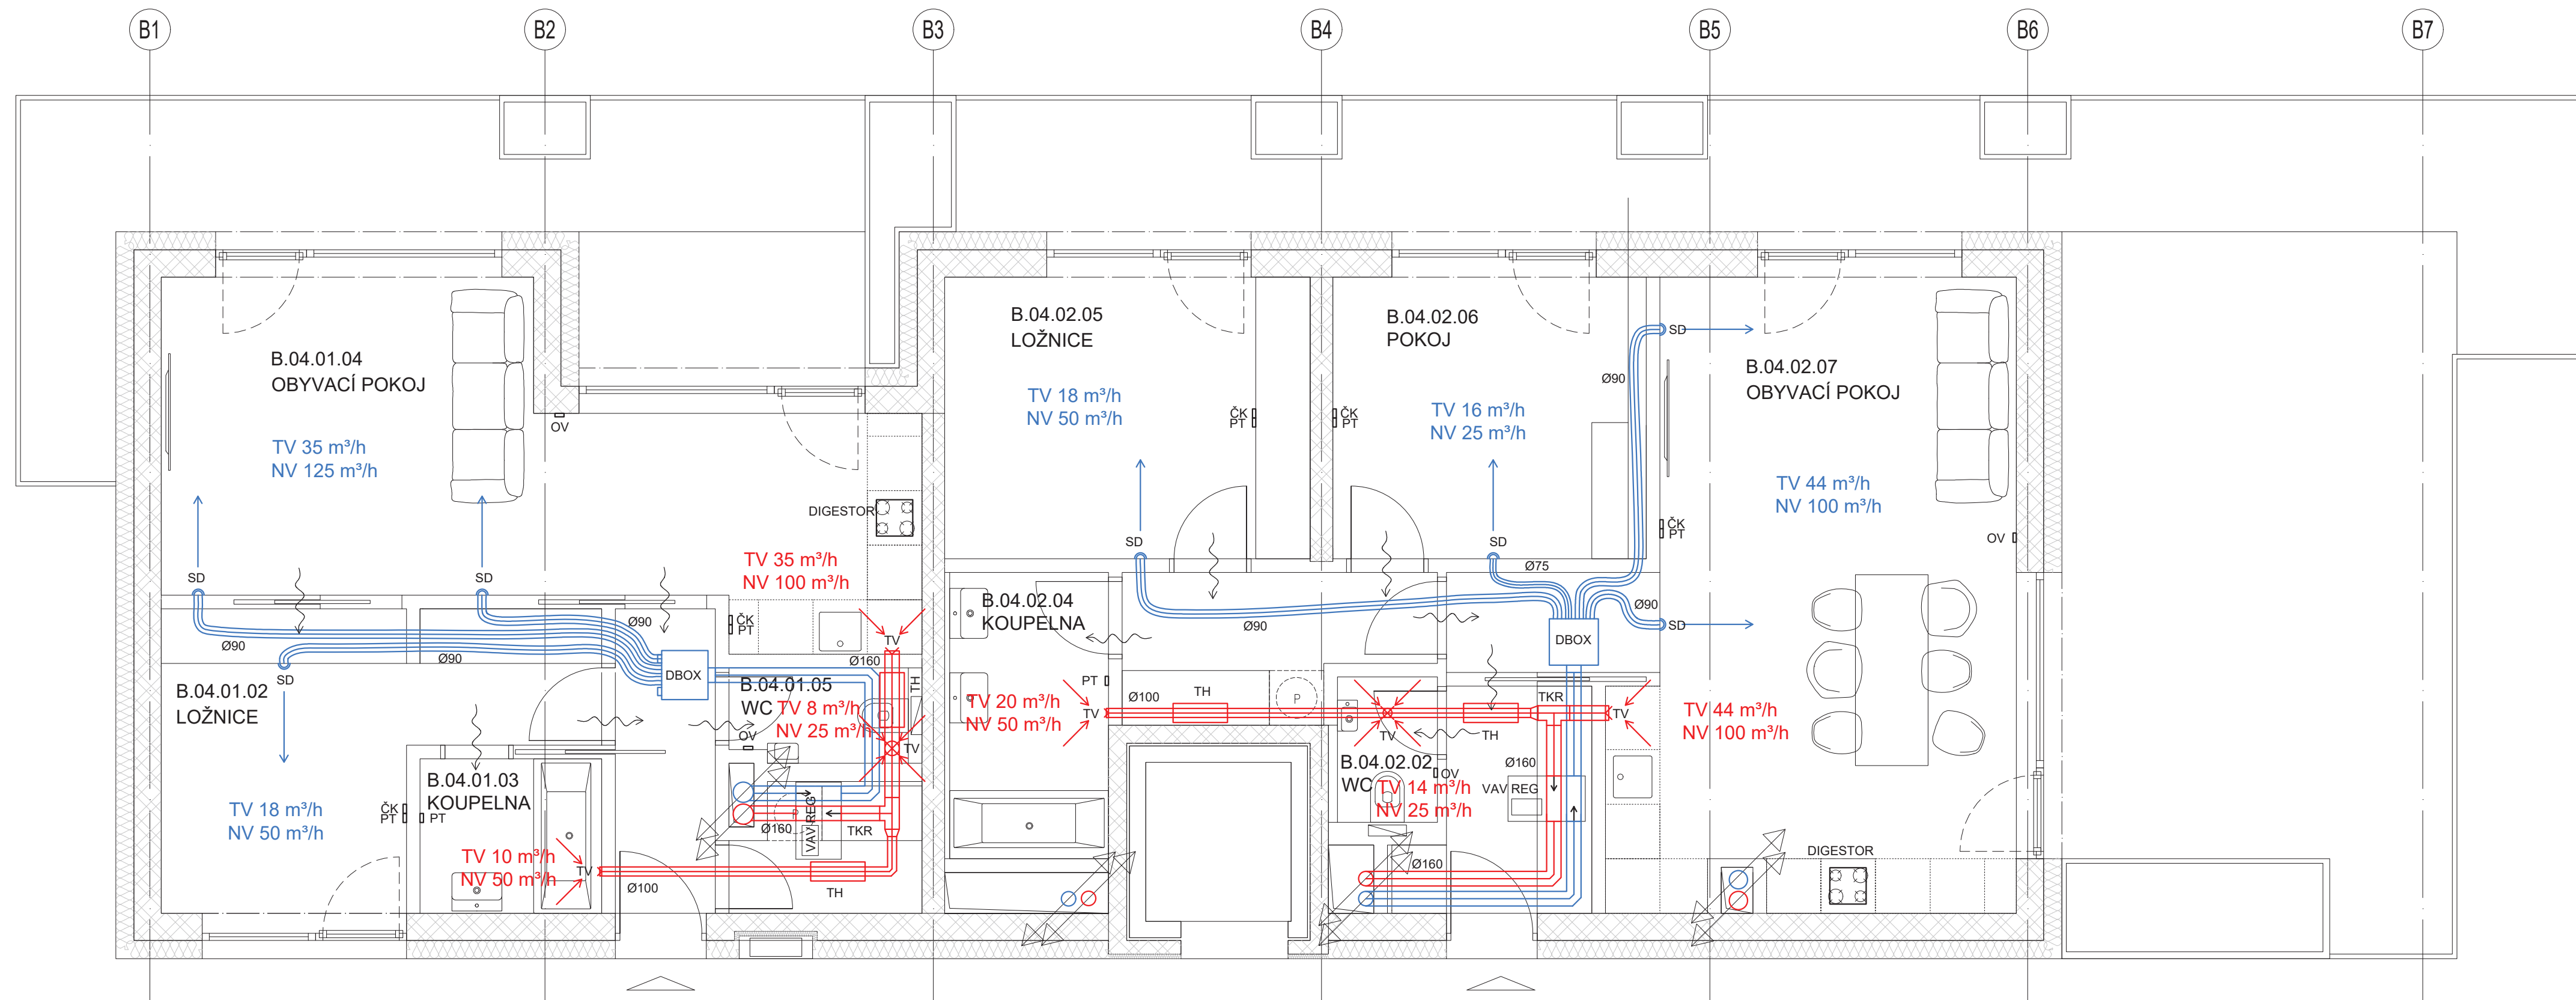 B1
B2
B3
B4
B5
B6
B7
B.04.01.04
OBYVACÍ POKOJ
TV 35 m³/h
NV 125 m³/h
OV
DIGESTOR
TV 35 m³/h
NV 100 m³/h
SD
SD
Ø90
Ø90
Ø90
ČK
PT
TV
Ø160
TH
DBOX
SD
B.04.01.02
LOŽNICE
TV 18 m³/h
NV 50 m³/h
B.04.01.05
WC
TV 8 m³/h
NV 25 m³/h
OV
TV
B.04.01.03
KOUPELNA
ČK
PT
PT
TV 10 m³/h
NV 50 m³/h
TV
Ø100
Ø160
P
VAV REG
TKR
TH
B.04.02.05
LOŽNICE
TV 18 m³/h
NV 50 m³/h
ČK
PT
SD
B.04.02.06
POKOJ
TV 16 m³/h
NV 25 m³/h
ČK
PT
SD
Ø75
Ø90
SD
B.04.02.07
OBYVACÍ POKOJ
TV 44 m³/h
NV 100 m³/h
ČK
PT
OV
Ø90
SD
B.04.02.04
KOUPELNA
Ø90
DBOX
PT
TV 20 m³/h
NV 50 m³/h
TV
Ø100
TH
P
TV
TH
TKR
TV
TV 44 m³/h
NV 100 m³/h
B.04.02.02
WC
OV
TV 14 m³/h
NV 25 m³/h
Ø160
VAV REG
Ø160
DIGESTOR